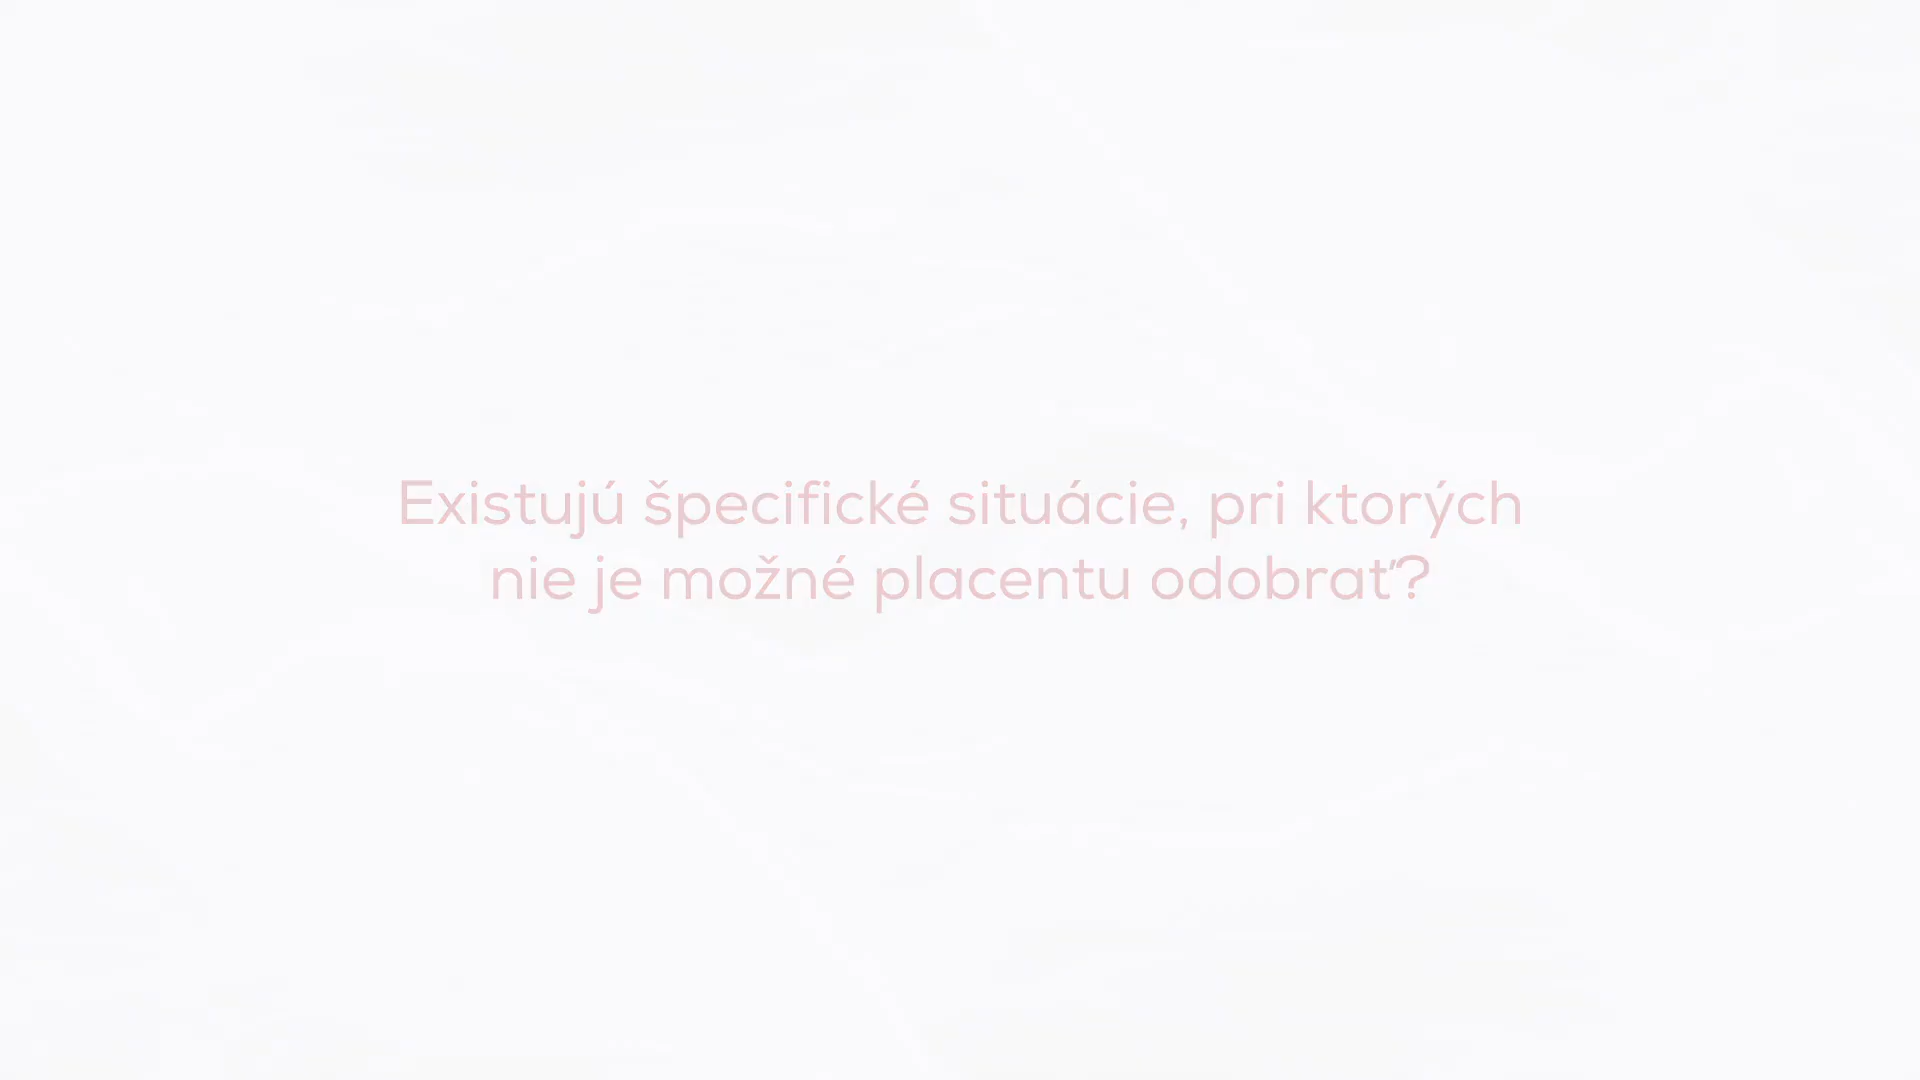 Existujú špecifické situácie, pri ktorých
nie je možné placentu odobrať?